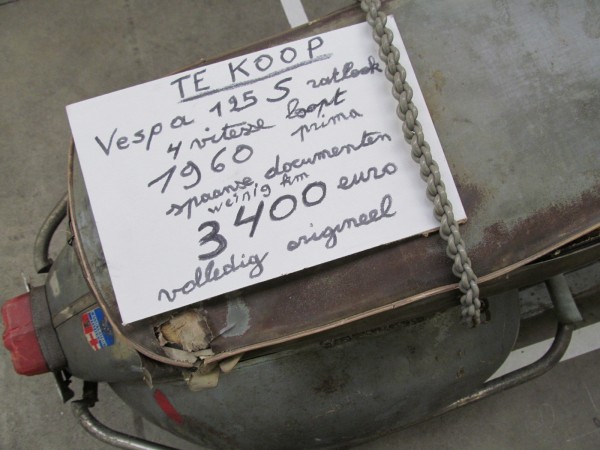 TE KOOP
Vespa 125 S ratlook
4 vitesse loopt
1960 prima
spaanse documenten
weinig km
3400 euro
volledig origineel